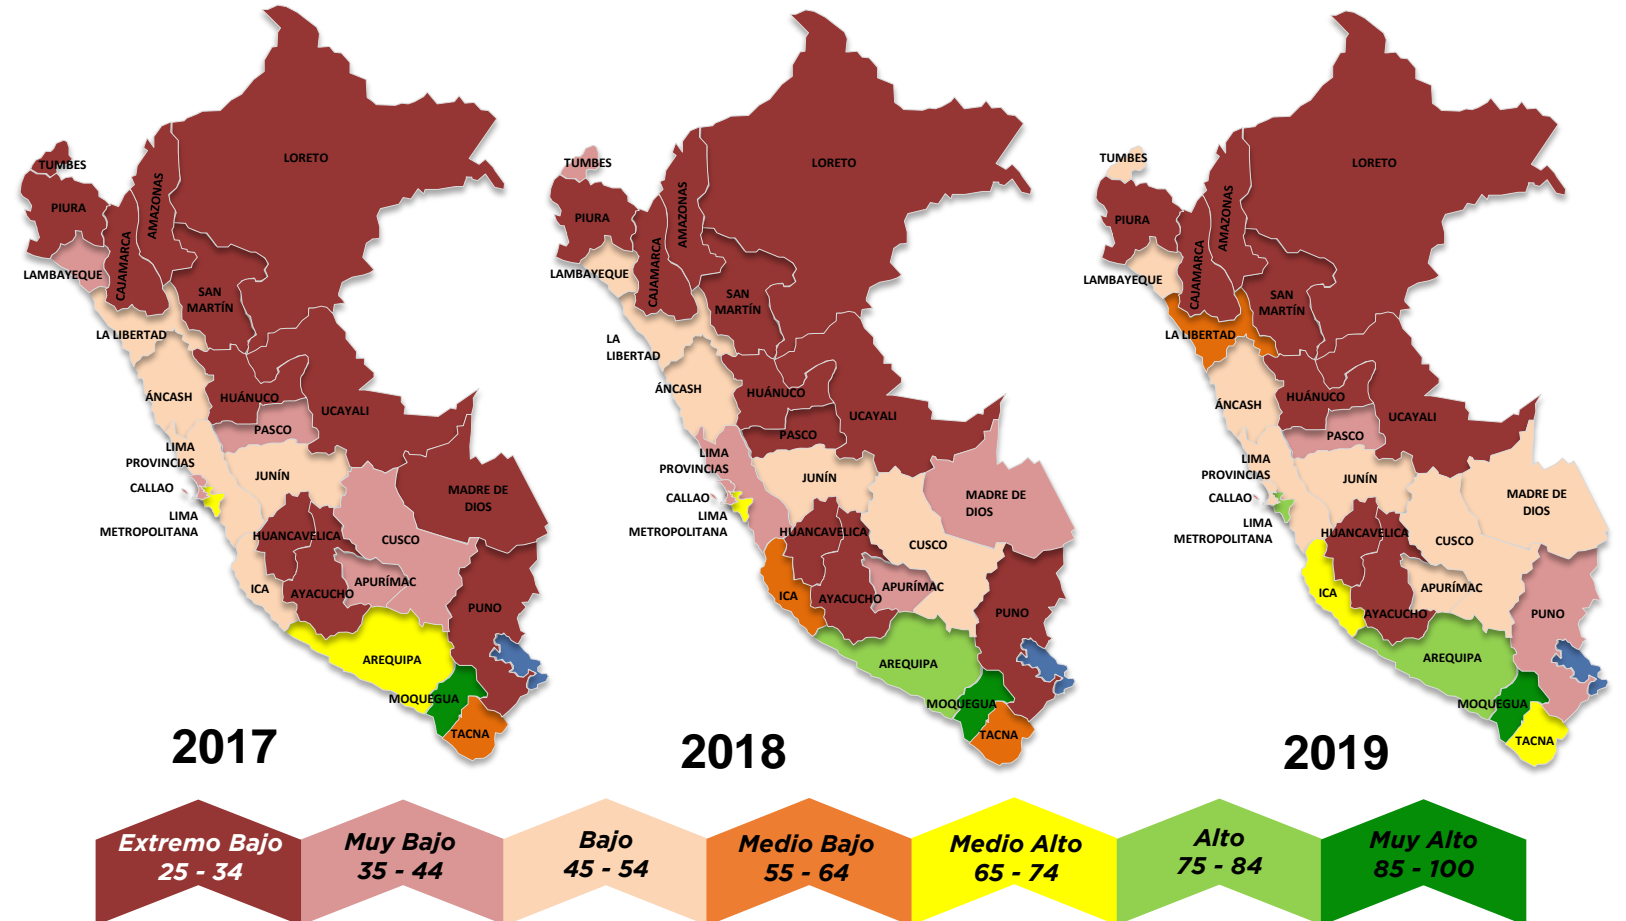 LORETO
TUMBES
AMAZONAS
PIURA
CAJAMARCA
LAMBAYEQUE
SAN
MARTÍN
LA LIBERTAD
ÁNCASH
HUÁNUCO
UCAYALI
PASCO
LIMA
PROVINCIAS
JUNÍN
CALLAO
MADRE DE
DIOS
LIMA
METROPOLITANA
HUANCAVELICA
CUSCO
APURÍMAC
ICA
AYACUCHO
PUNO
AREQUIPA
MOQUEGUA
TACNA
2017
LORETO
TUMBES
AMAZONAS
PIURA
CAJAMARCA
LAMBAYEQUE
SAN
MARTÍN
LA
LIBERTAD
ÁNCASH
HUÁNUCO
UCAYALI
PASCO
LIMA
PROVINCIAS
JUNÍN
CALLAO
MADRE DE
DIOS
LIMA
METROPOLITANA
HUANCAVELICA
CUSCO
APURÍMAC
ICA
AYACUCHO
PUNO
AREQUIPA
MOQUEGUA
TACNA
2018
LORETO
TUMBES
AMAZONAS
PIURA
CAJAMARCA
LAMBAYEQUE
SAN
MARTÍN
LA LIBERTAD
ÁNCASH
HUÁNUCO
UCAYALI
PASCO
LIMA
PROVINCIAS
JUNÍN
CALLAO
MADRE DE
DIOS
LIMA
METROPOLITANA
HUANCAVELICA
CUSCO
APURÍMAC
ICA
AYACUCHO
PUNO
AREQUIPA
MOQUEGUA
TACNA
2019
Extremo Bajo
25 - 34
Muy Bajo
35 - 44
Bajo
45 - 54
Medio Bajo
55 - 64
Medio Alto
65 - 74
Alto
75 - 84
Muy Alto
85 - 100